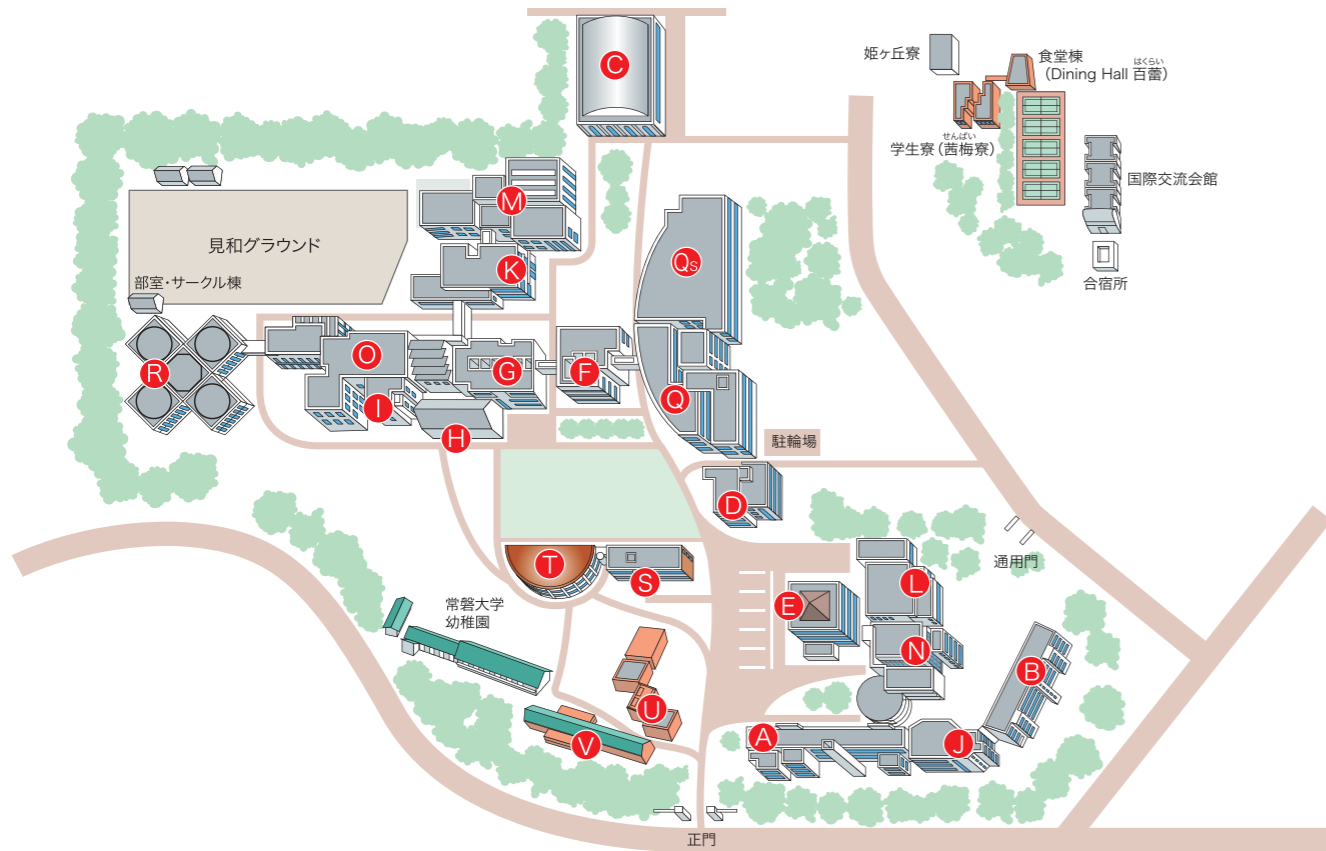 C
姫ヶ丘寮
食堂棟
はくらい
(Dining Hall 百蕾)
せんばい
学生寮(茜梅寮)
国際交流会館
合宿所
M
見和グラウンド
K
Qs
部室・サークル棟
R
O
I
G
H
F
Q
駐輪場
D
通用門
T
S
E
L
N
B
常磐大学
幼稚園
U
V
A
J
正門